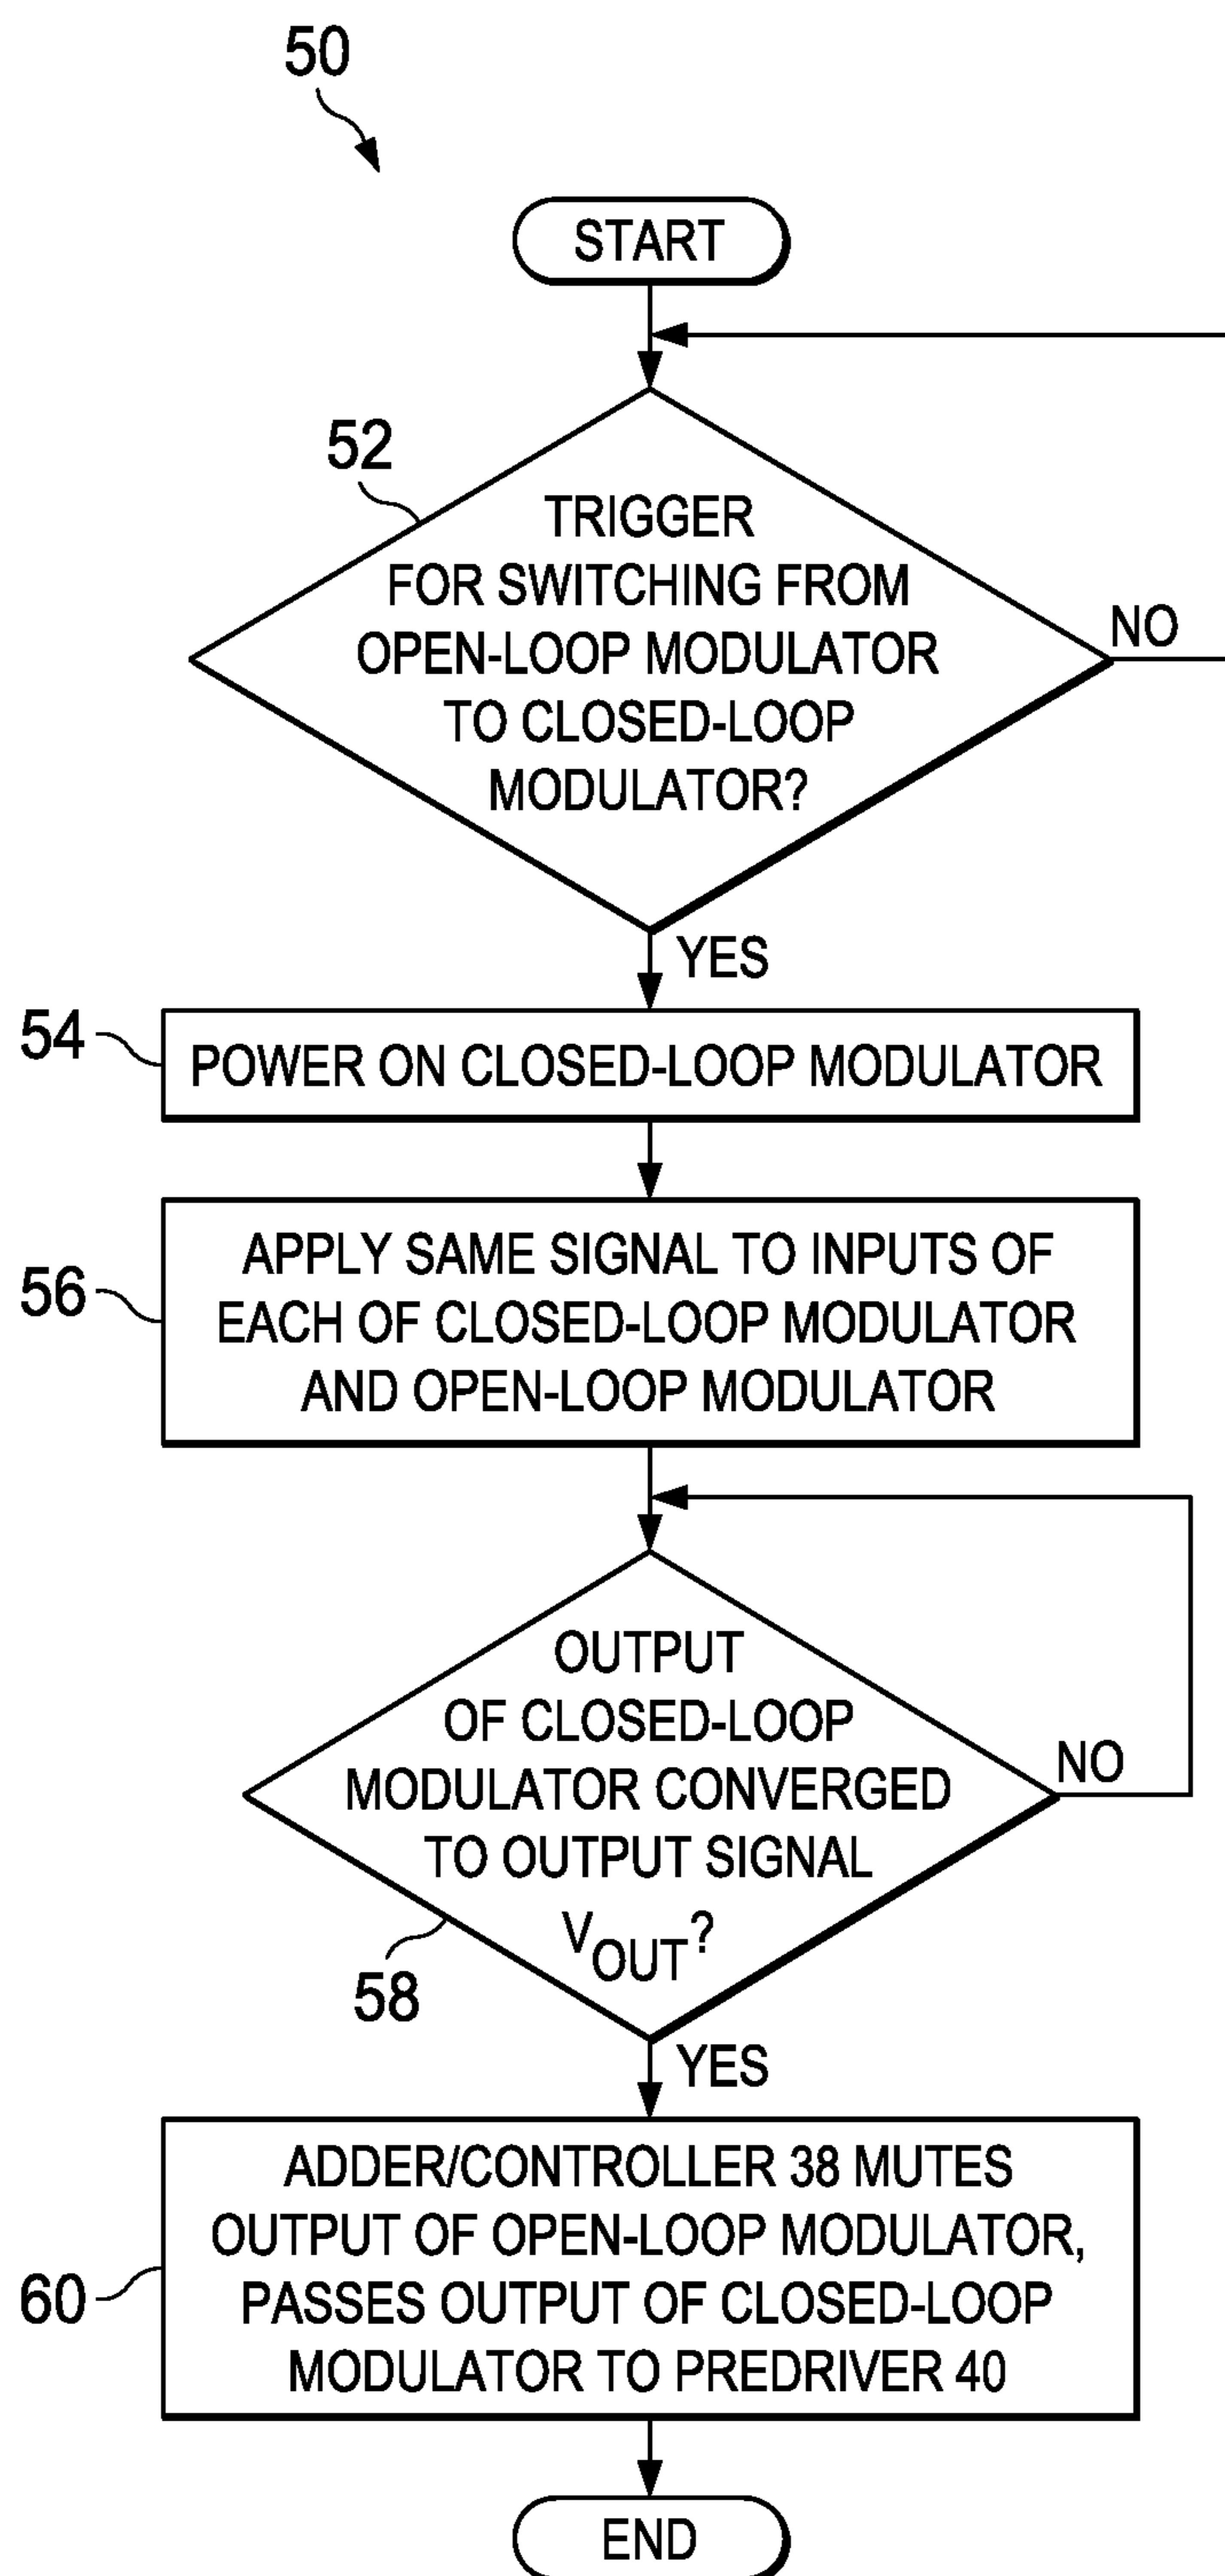 50
START
52
TRIGGER
FOR SWITCHING FROM
OPEN-LOOP MODULATOR
TO CLOSED-LOOP
MODULATOR?
NO
YES
54
POWER ON CLOSED-LOOP MODULATOR
56
APPLY SAME SIGNAL TO INPUTS OF
EACH OF CLOSED-LOOP MODULATOR
AND OPEN-LOOP MODULATOR
OUTPUT
OF CLOSED-LOOP
MODULATOR CONVERGED
TO OUTPUT SIGNAL
VOUT?
NO
58
YES
60
ADDER/CONTROLLER 38 MUTES
OUTPUT OF OPEN-LOOP MODULATOR,
PASSES OUTPUT OF CLOSED-LOOP
MODULATOR TO PREDRIVER 40
END